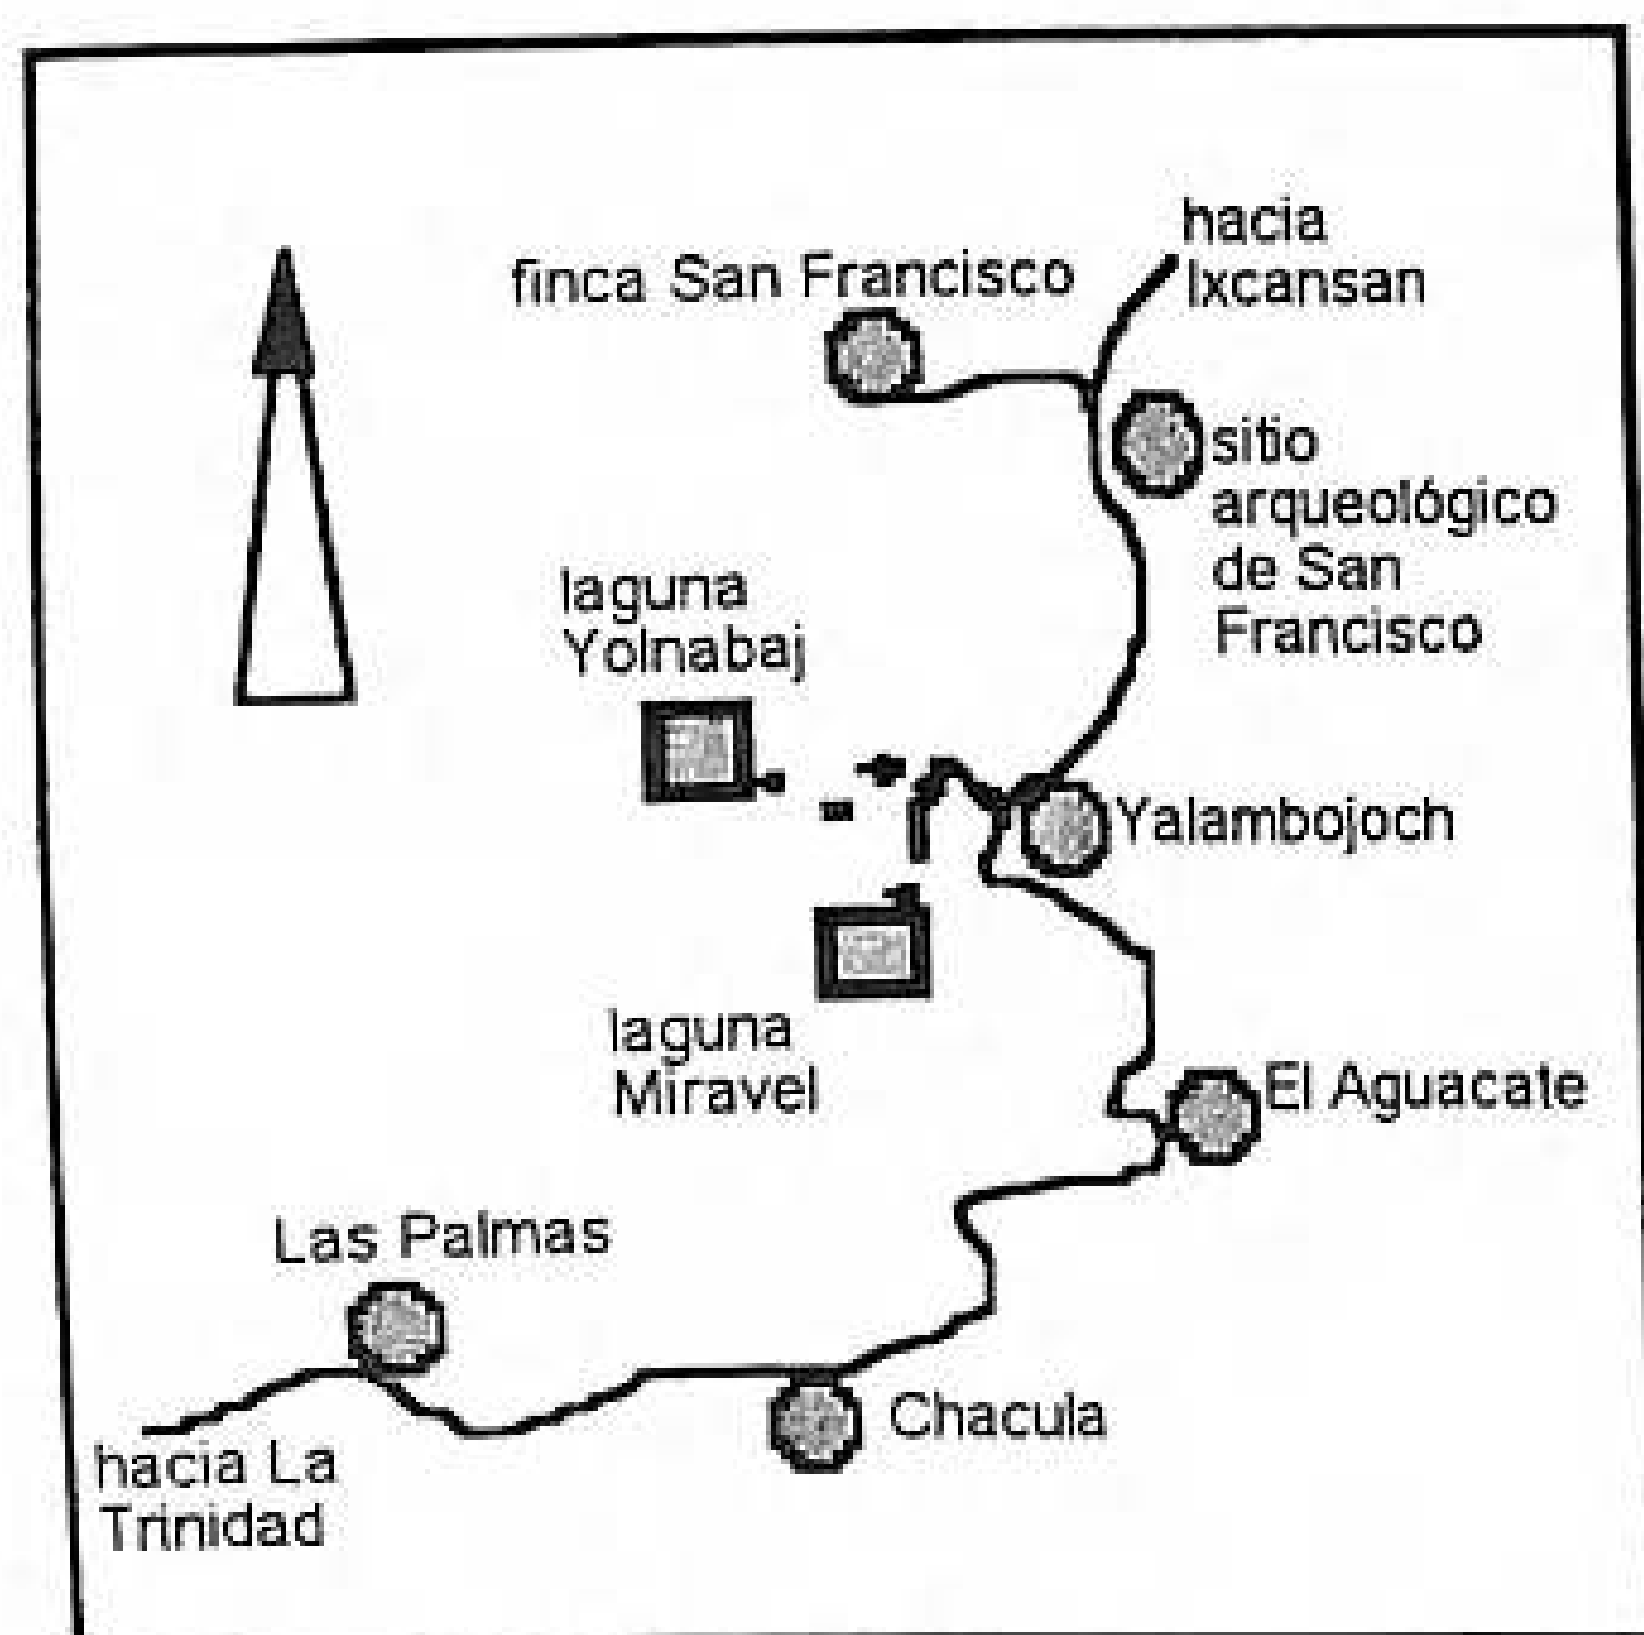 hacia
Ixcansan
finca San Francisco
sitio
arqueológico
de San
Francisco
laguna
Yolnabaj
Yalambojoch
laguna
Miravel
El Aguacate
Las Palmas
Chacula
hacia La
Trinidad